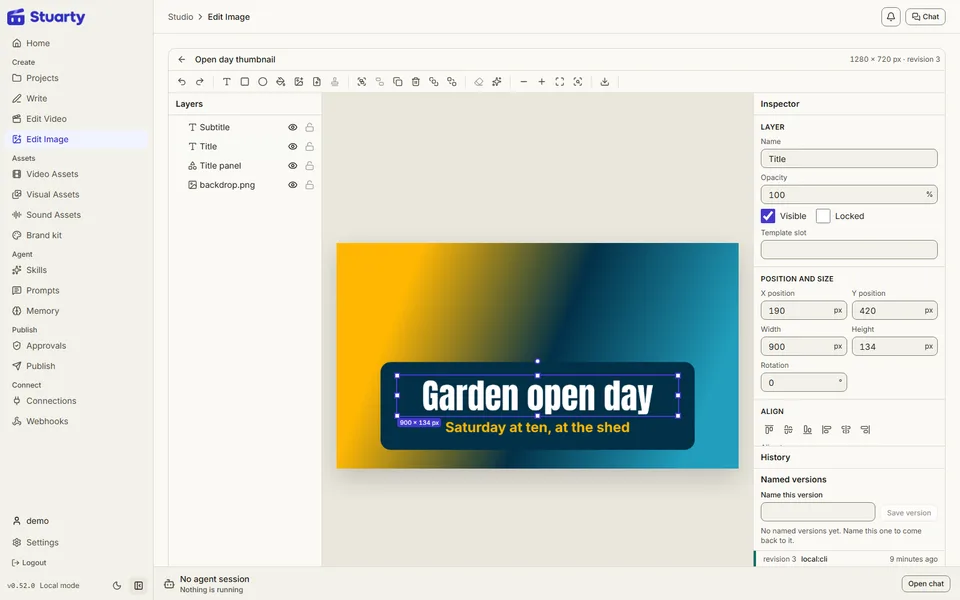 Stuarty
Studio > Edit Image
Chat
Home
Create
Projects
Write
Edit Video
Edit Image
Assets
Video Assets
Visual Assets
Sound Assets
Brand kit
Agent
Skills
Prompts
Memory
Publish
Approvals
Publish
Connect
Connections
Webhooks
demo
Settings
Logout
v0.52.0 Local mode
Open day thumbnail
1280 × 720 px · revision 3
Layers
Subtitle
Title
Title panel
backdrop.png
Garden open day
900 × 134 px
Saturday at ten, at the shed
Inspector
LAYER
Name
Title
Opacity
100 %
Visible Locked
Template slot
POSITION AND SIZE
X position Y position
190 px 420 px
Width Height
900 px 134 px
Rotation
0 °
ALIGN
History
Named versions
Name this version
Save version
No named versions yet. Name this one to come
back to it.
revision 3 local:cli 9 minutes ago
No agent session
Nothing is running
Open chat